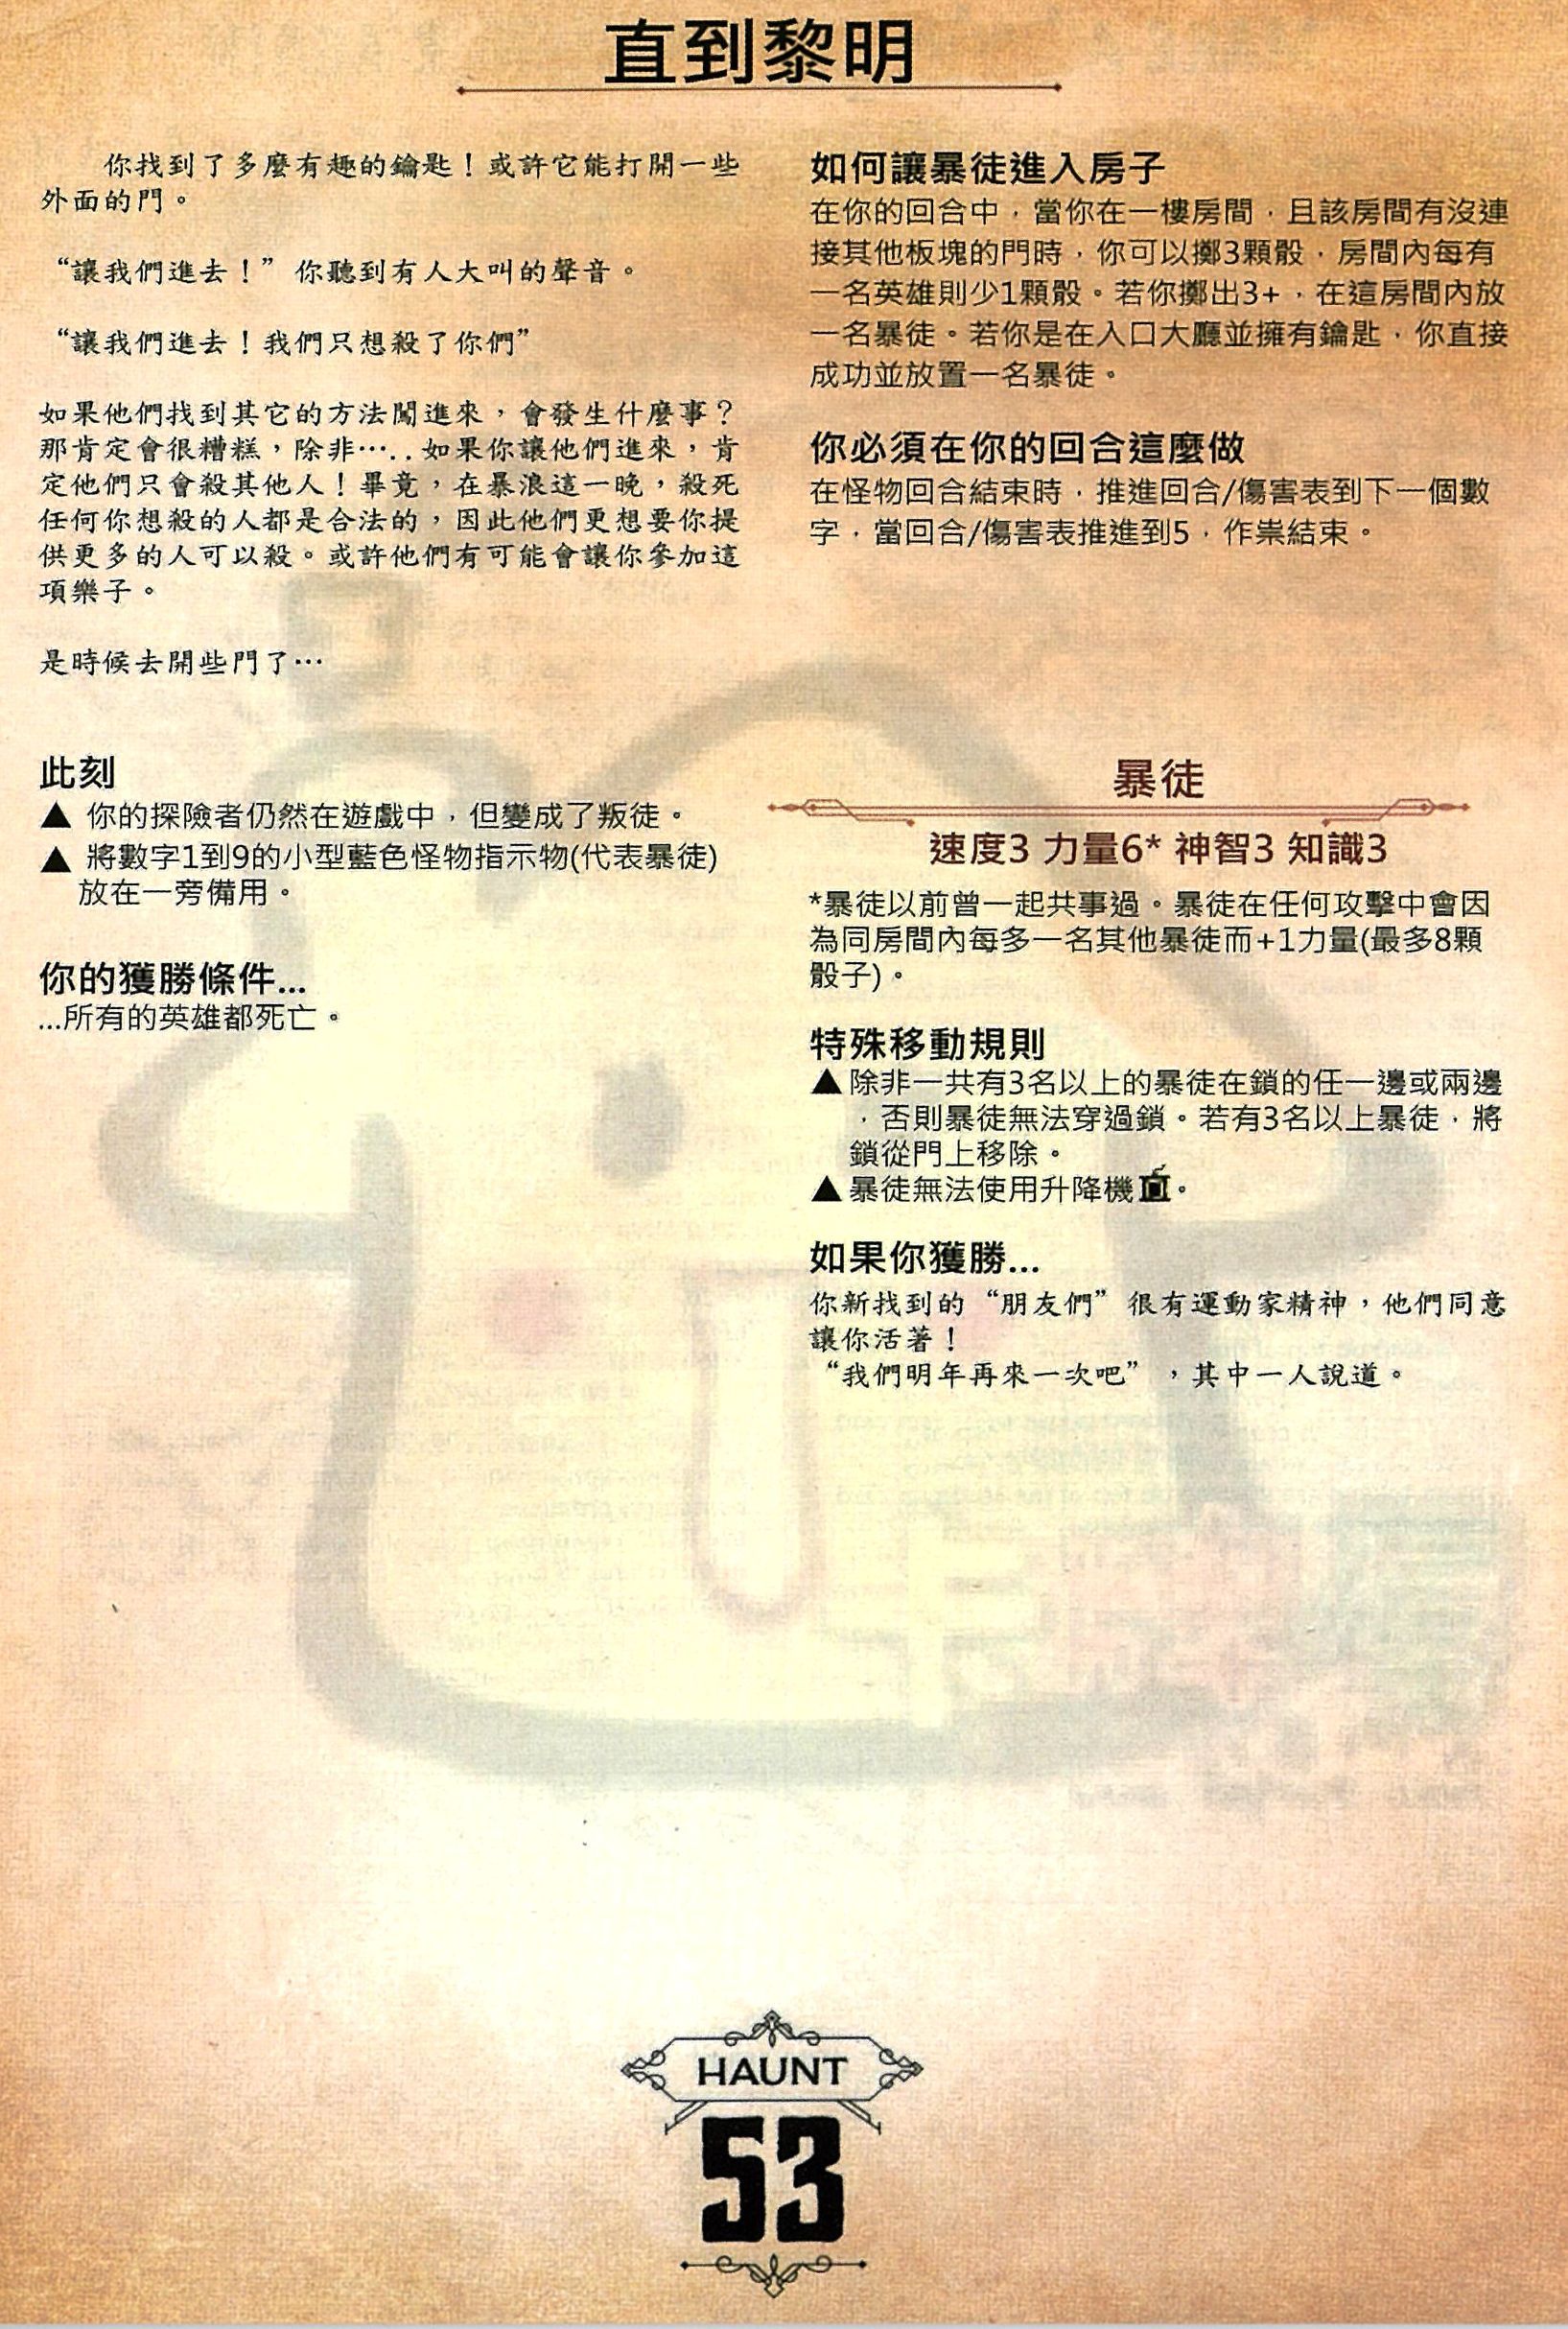 直到黎明
你找到了多麼有趣的鑰匙！或許它能打開一些
外面的門。
“讓我們進去！”你聽到有人大叫的聲音。
“讓我們進去！我們只想殺了你們”
如果他們找到其它的方法闖進來，會發生什麼事？
那肯定會很糟糕，除非…..如果你讓他們進來，肯
定他們只會殺其他人！畢竟，在暴浪這一晚，殺死
任何你想殺的人都是合法的，因此他們更想要你提
供更多的人可以殺。或許他們有可能會讓你參加這
項樂子。
是時候去開些門了…
此刻
▲ 你的探險者仍然在遊戲中，但變成了叛徒。
▲ 將數字1到9的小型藍色怪物指示物(代表暴徒)
放在一旁備用。
你的獲勝條件...
...所有的英雄都死亡。
如何讓暴徒進入房子
在你的回合中，當你在一樓房間，且該房間有沒連
接其他板塊的門時，你可以擲3顆骰，房間內每有
一名英雄則少1顆骰。若你擲出3+，在這房間內放
一名暴徒。若你是在入口大廳並擁有鑰匙，你直接
成功並放置一名暴徒。
你必須在你的回合這麼做
在怪物回合結束時，推進回合/傷害表到下一個數
字，當回合/傷害表推進到5，作祟結束。
暴徒
速度3 力量6* 神智3 知識3
*暴徒以前曾一起共事過。暴徒在任何攻擊中會因
為同房間內每多一名其他暴徒而+1力量(最多8顆
骰子)。
特殊移動規則
▲除非一共有3名以上的暴徒在鎖的任一邊或兩邊
，否則暴徒無法穿過鎖。若有3名以上暴徒，將
鎖從門上移除。
▲暴徒無法使用升降機。
如果你獲勝...
你新找到的“朋友們”很有運動家精神，他們同意
讓你活著！
“我們明年再來一次吧”，其中一人說道。
HAUNT
53